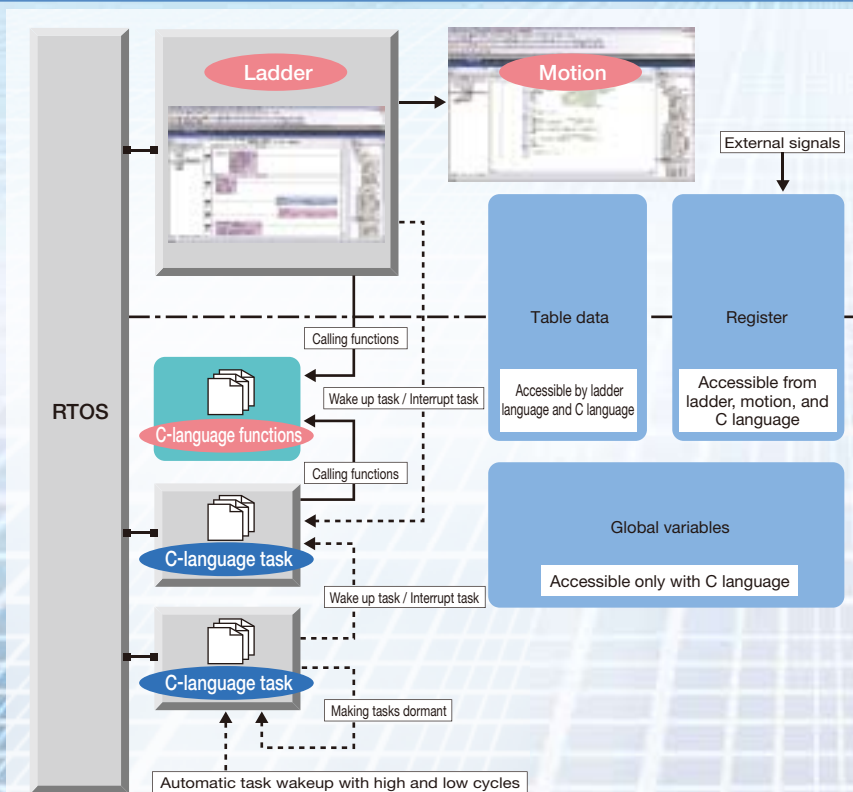 Ladder
Motion
External signals
RTOS
Table data
Accessible by ladder
language and C language
Register
Accessible from
ladder, motion, and
C language
Calling functions
Wake up task / Interrupt task
C-language functions
Calling functions
C-language task
Global variables
Accessible only with C language
Wake up task / Interrupt task
C-language task
Making tasks dormant
Automatic task wakeup with high and low cycles